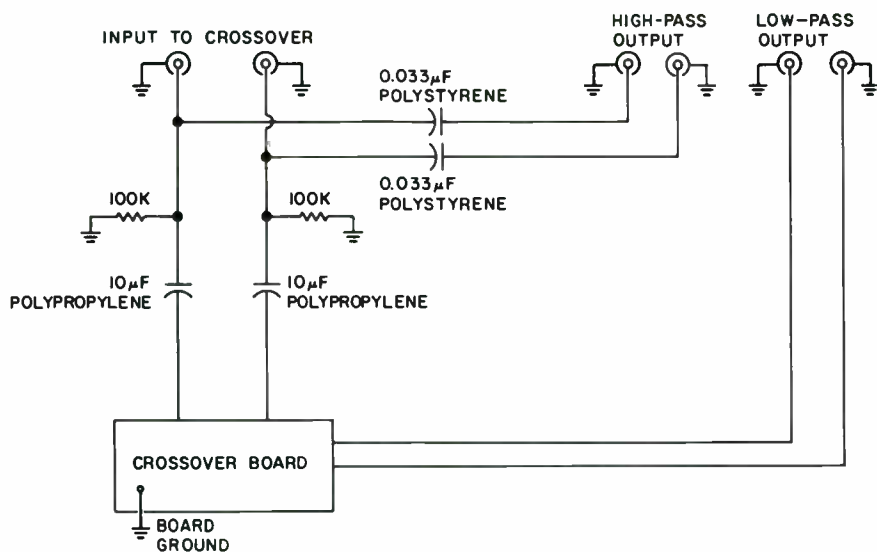 INPUT TO CROSSOVER
HIGH-PASS
OUTPUT
LOW-PASS
OUTPUT
0.033µF
POLYSTYRENE
0.033µF
POLYSTYRENE
100K
100K
10µF
POLYPROPYLENE
10µF
POLYPROPYLENE
CROSSOVER BOARD
BOARD
GROUND